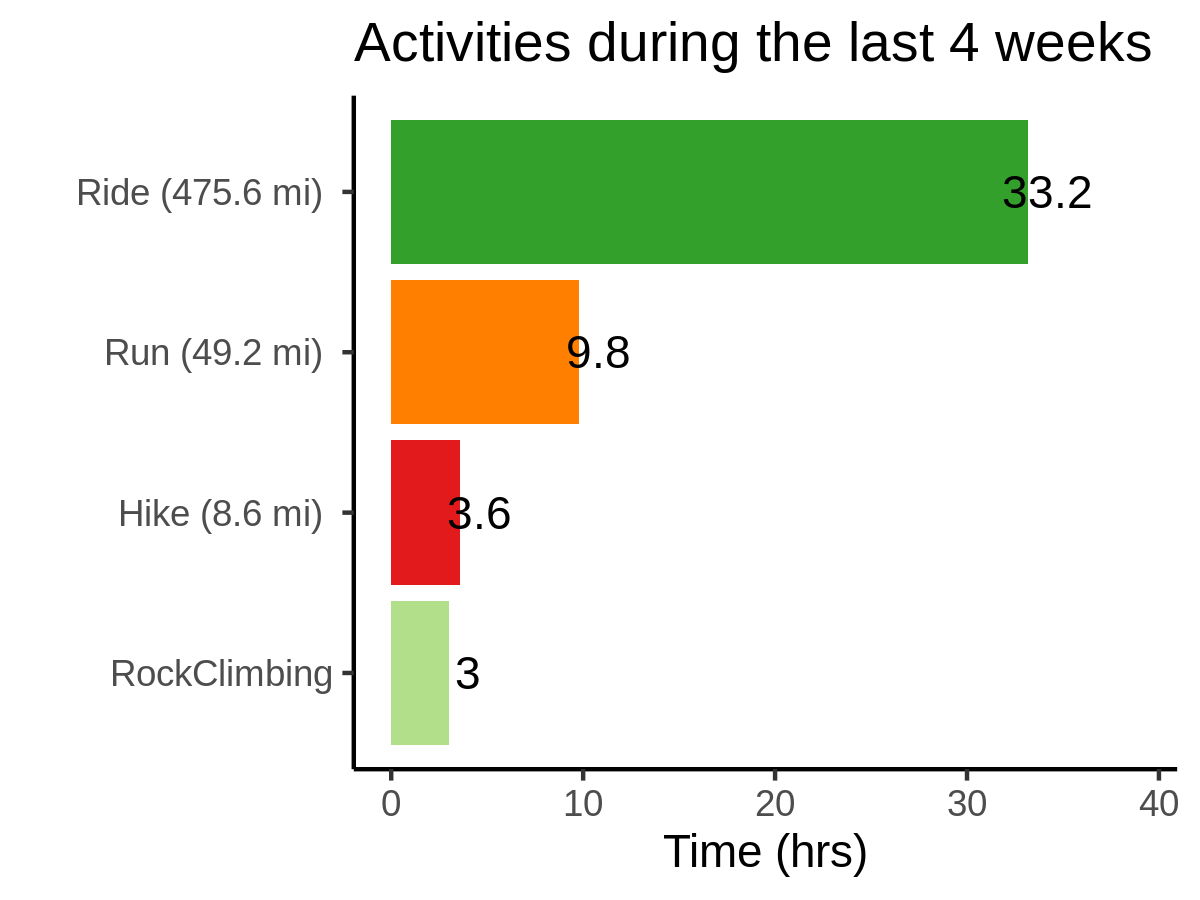 Activities during the last 4 weeks
Ride (475.6 mi)
33.2
Run (49.2 mi)
9.8
Hike (8.6 mi)
3.6
RockClimbing
3
0 10 20 30 40
Time (hrs)